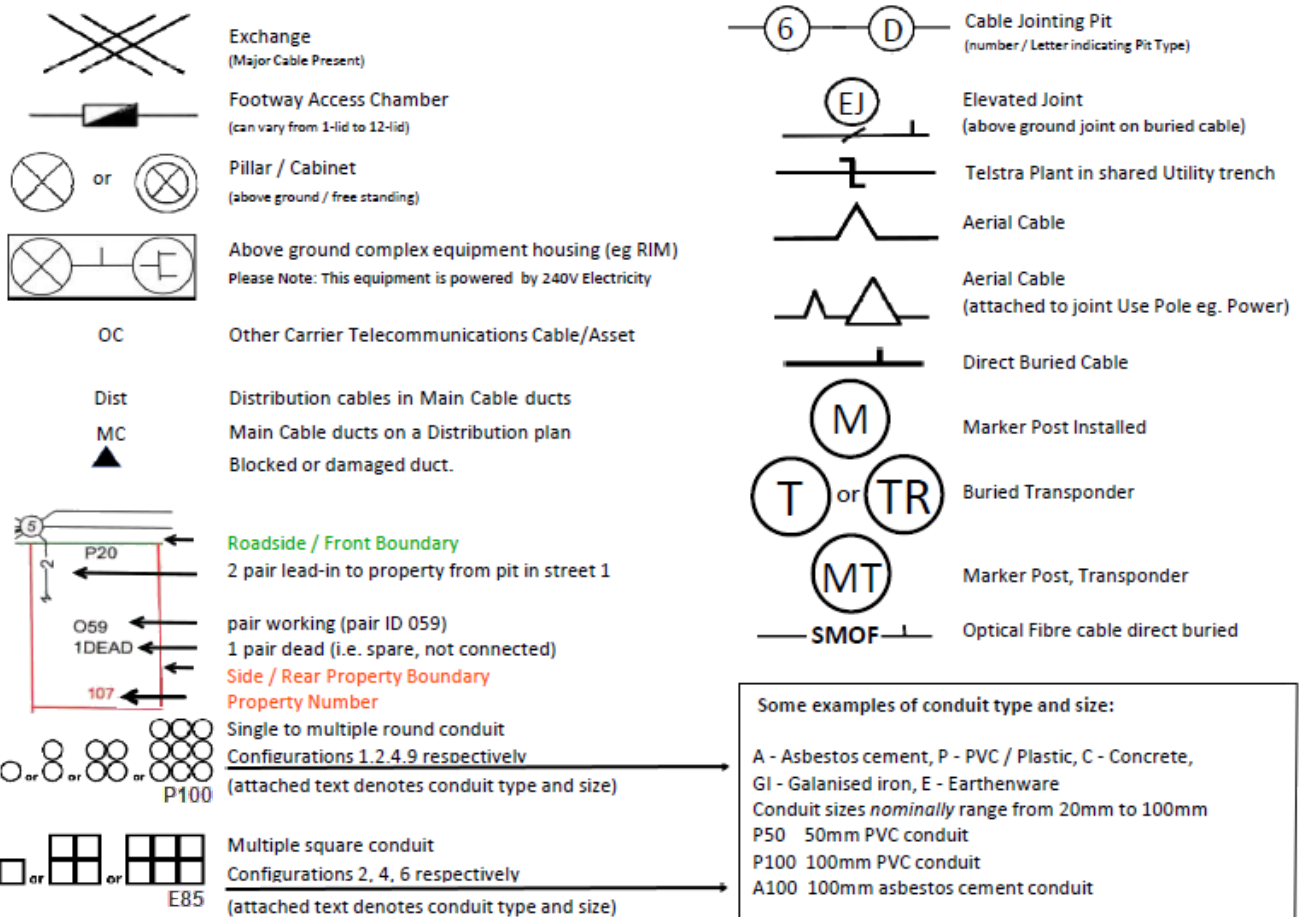 Exchange
(Major Cable Present)
Footway Access Chamber
(can vary from 1-lid to 12-lid)
or
Pillar / Cabinet
(above ground / free standing)
Above ground complex equipment housing (eg RIM)
Please Note: This equipment is powered by 240V Electricity
OC Other Carrier Telecommunications Cable/Asset
Dist Distribution cables in Main Cable ducts
MC Main Cable ducts on a Distribution plan
Blocked or damaged duct.
5
P20
2
O59
1DEAD
107
Roadside / Front Boundary
2 pair lead-in to property from pit in street 1
pair working (pair ID 059)
1 pair dead (i.e. spare, not connected)
Side / Rear Property Boundary
Property Number
or or or
P100
Single to multiple round conduit
Configurations 1.2.4.9 respectively
(attached text denotes conduit type and size)
or or
E85
Multiple square conduit
Configurations 2, 4, 6 respectively
(attached text denotes conduit type and size)
6 D
Cable Jointing Pit
(number / Letter indicating Pit Type)
EJ
Elevated Joint
(above ground joint on buried cable)
Telstra Plant in shared Utility trench
Aerial Cable
Aerial Cable
(attached to joint Use Pole eg. Power)
Direct Buried Cable
M Marker Post Installed
T or TR Buried Transponder
MT Marker Post, Transponder
SMOF Optical Fibre cable direct buried
Some examples of conduit type and size:
A - Asbestos cement, P - PVC / Plastic, C - Concrete,
GI - Galanised iron, E - Earthenware
Conduit sizes nominally range from 20mm to 100mm
P50 50mm PVC conduit
P100 100mm PVC conduit
A100 100mm asbestos cement conduit